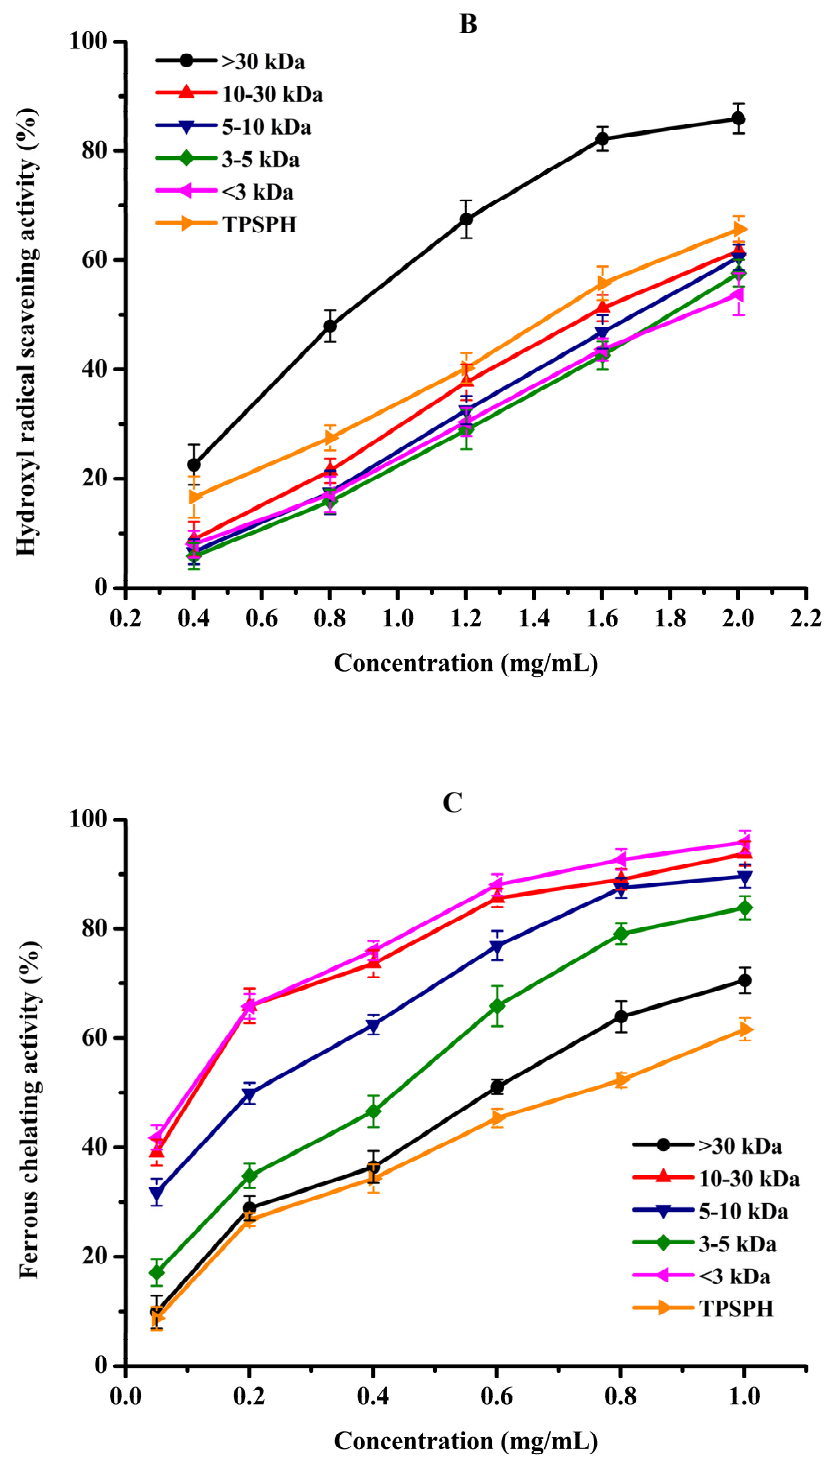 B
100
80
60
40
20
0
Hydroxyl radical scavening activity (%)
>30 kDa
10-30 kDa
5-10 kDa
3-5 kDa
<3 kDa
TPSPH
0.2 0.4 0.6 0.8 1.0 1.2 1.4 1.6 1.8 2.0 2.2
Concentration (mg/mL)
C
100
80
60
40
20
0
Ferrous chelating activity (%)
>30 kDa
10-30 kDa
5-10 kDa
3-5 kDa
<3 kDa
TPSPH
0.0 0.2 0.4 0.6 0.8 1.0
Concentration (mg/mL)